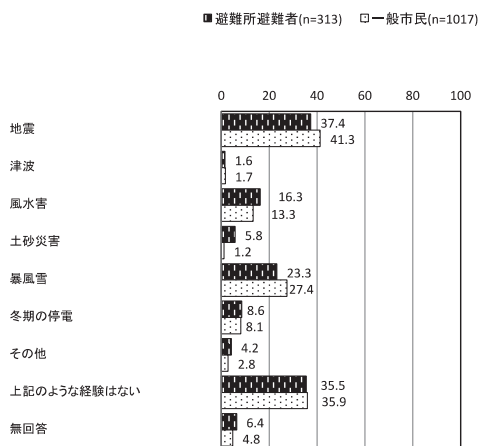 避難所避難者(n=313) 一般市民(n=1017)
0 20 40 60 80 100
地震 37.4
41.3
津波 1.6
1.7
風水害 16.3
13.3
土砂災害 5.8
1.2
暴風雪 23.3
27.4
冬期の停電 8.6
8.1
その他 4.2
2.8
上記のような経験はない 35.5
35.9
無回答 6.4
4.8